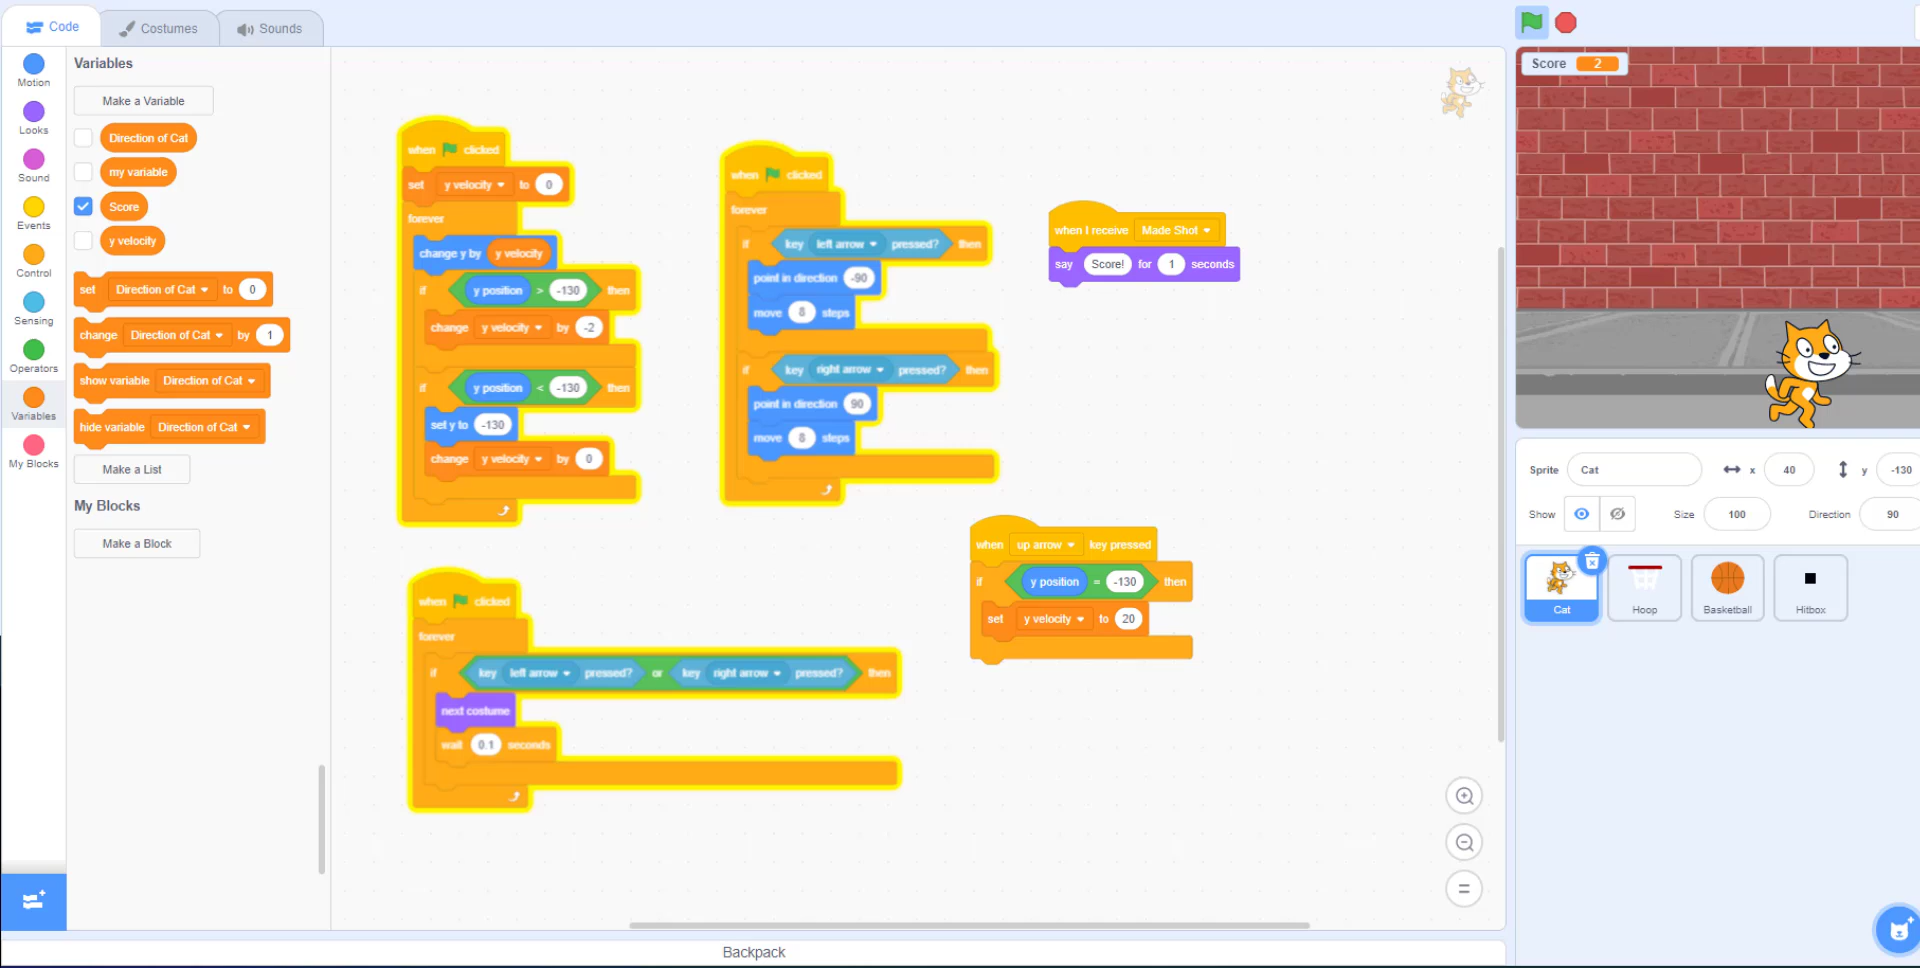 Code
Costumes
Sounds
Motion
Looks
Sound
Events
Control
Sensing
Operators
Variables
My Blocks
Variables
Make a Variable
Direction of Cat
my variable
Score
y velocity
set Direction of Cat to 0
change Direction of Cat by 1
show variable Direction of Cat
hide variable Direction of Cat
Make a List
My Blocks
Make a Block
when clicked
set y velocity to 0
forever
change y by y velocity
if y position > -130 then
change y velocity by -2
if y position < -130 then
set y to -130
change y velocity by 0
when clicked
forever
if key left arrow pressed? then
point in direction -90
move 8 steps
if key right arrow pressed? then
point in direction 90
move 8 steps
when I receive Made Shot
say Score! for 1 seconds
when up arrow key pressed
if y position = -130 then
set y velocity to 20
when clicked
forever
if key left arrow pressed? or key right arrow pressed? then
next costume
wait 0.1 seconds
Backpack
Score 2
Sprite Cat x 40 y -130
Show Size 100 Direction 90
Cat
Hoop
Basketball
Hitbox